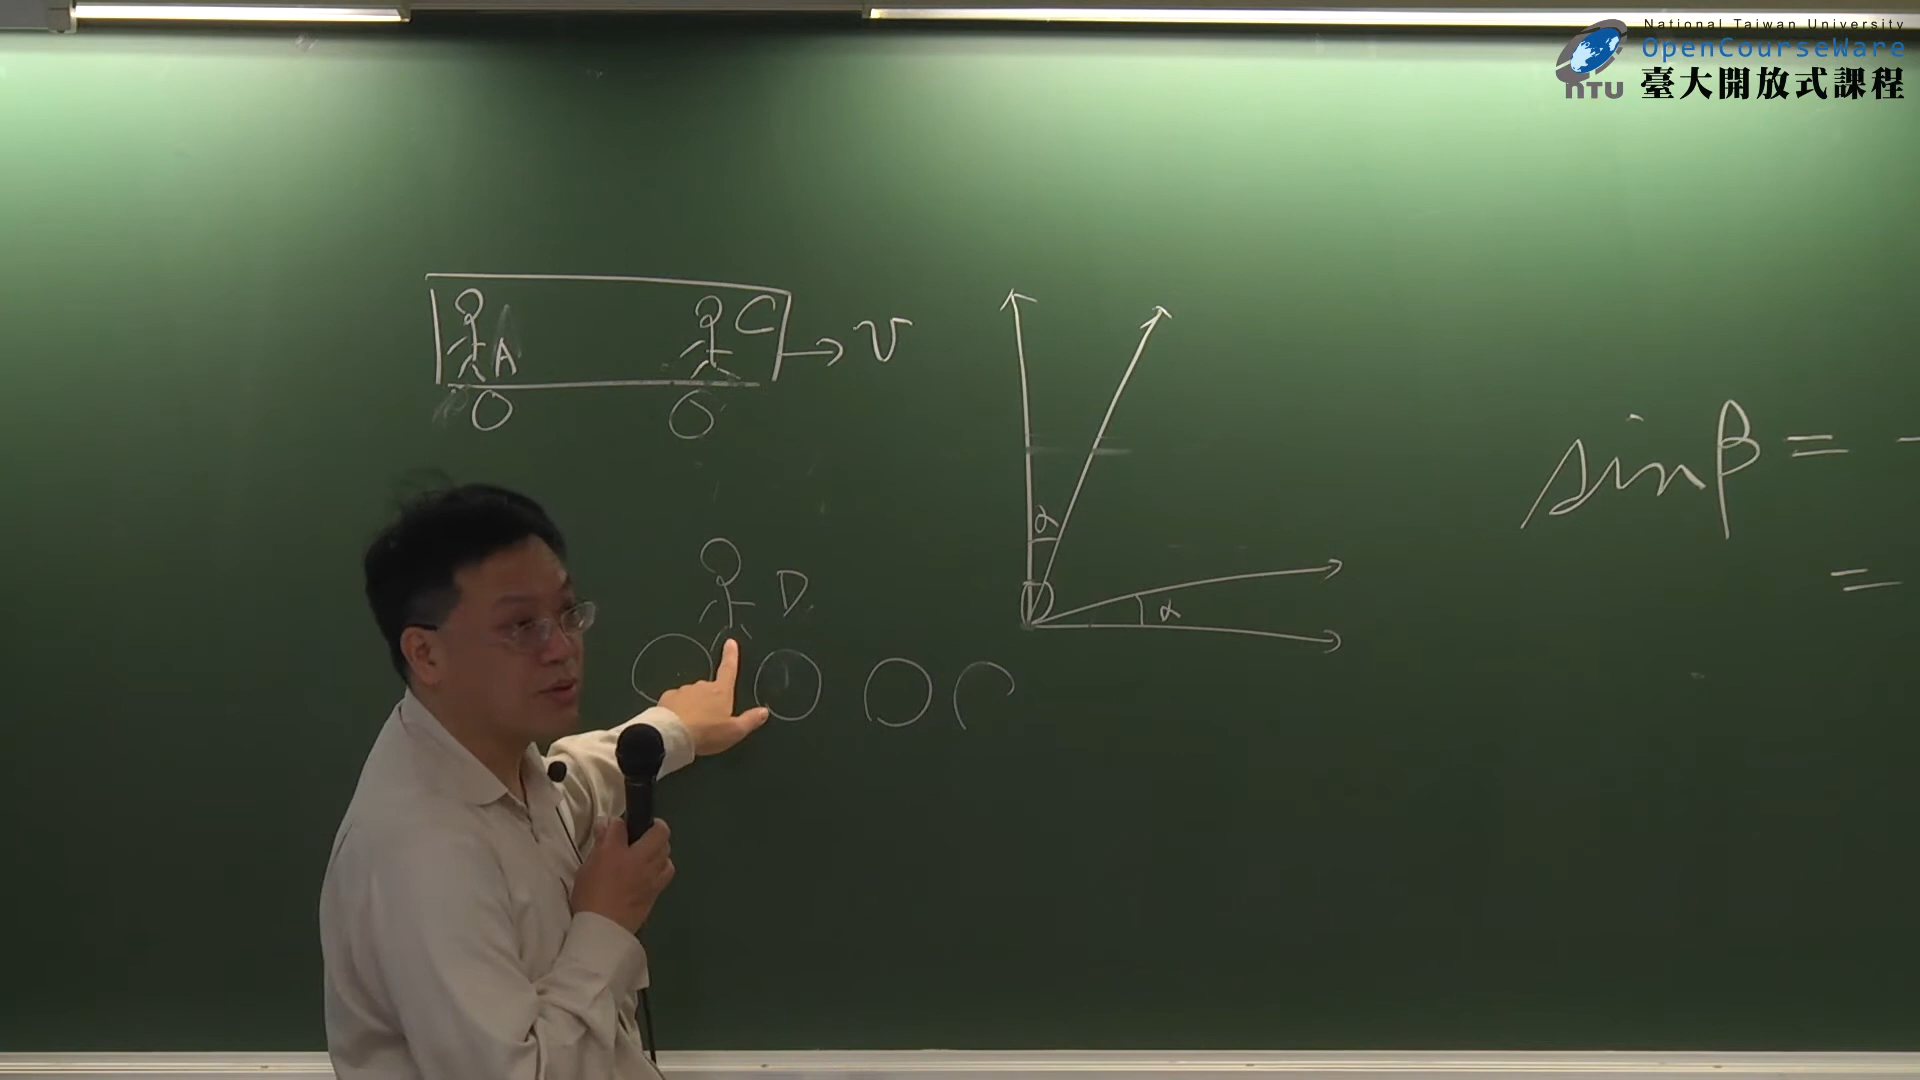 National Taiwan University
OpenCourseWare
NTU 臺大開放式課程
A C → v
α
D
α
sinβ =
=